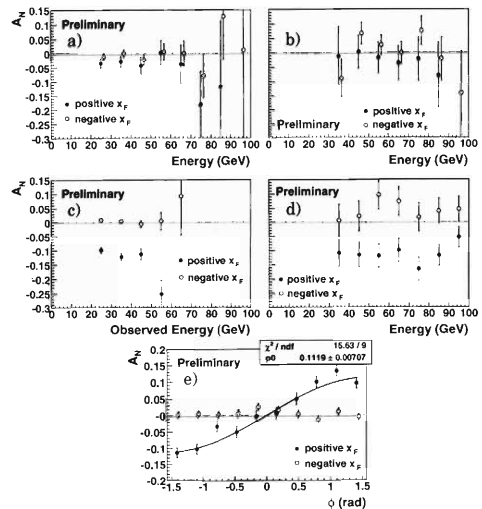 A_N
0.15 Preliminary
0.1
0.05
-0
-0.05
-0.1
-0.15
-0.2
-0.25
-0.3
a)
positive x_F
negative x_F
0 10 20 30 40 50 60 70 80 90 100
Energy (GeV)
b)
positive x_F
negative x_F
Preliminary
0 10 20 30 40 50 60 70 80 90 100
Energy (GeV)
A_N
0.15 Preliminary
0.1
0.05
-0
-0.05
-0.1
-0.15
-0.2
-0.25
-0.3
c)
positive x_F
negative x_F
0 10 20 30 40 50 60 70 80 90 100
Observed Energy (GeV)
Preliminary
d)
positive x_F
negative x_F
0 10 20 30 40 50 60 70 80 90 100
Energy (GeV)
χ² / ndf 15.63 / 9
p0 0.1119 ± 0.00707
A_N
0.2
0.15 Preliminary
0.1
0.05
-0
-0.05
-0.1
-0.15
-0.2
e)
positive x_F
negative x_F
-1.5 -1 -0.5 0 0.5 1 1.5
ϕ (rad)